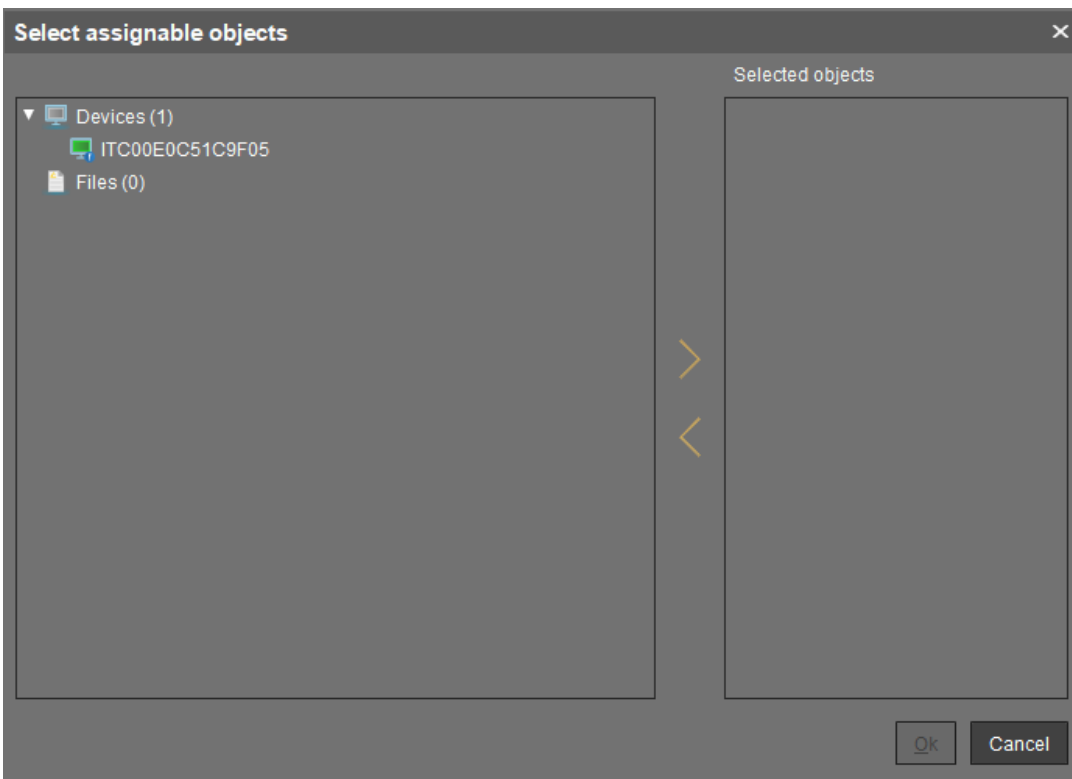 Select assignable objects
Selected objects
Devices (1)
ITC00E0C51C9F05
Files (0)
Ok
Cancel